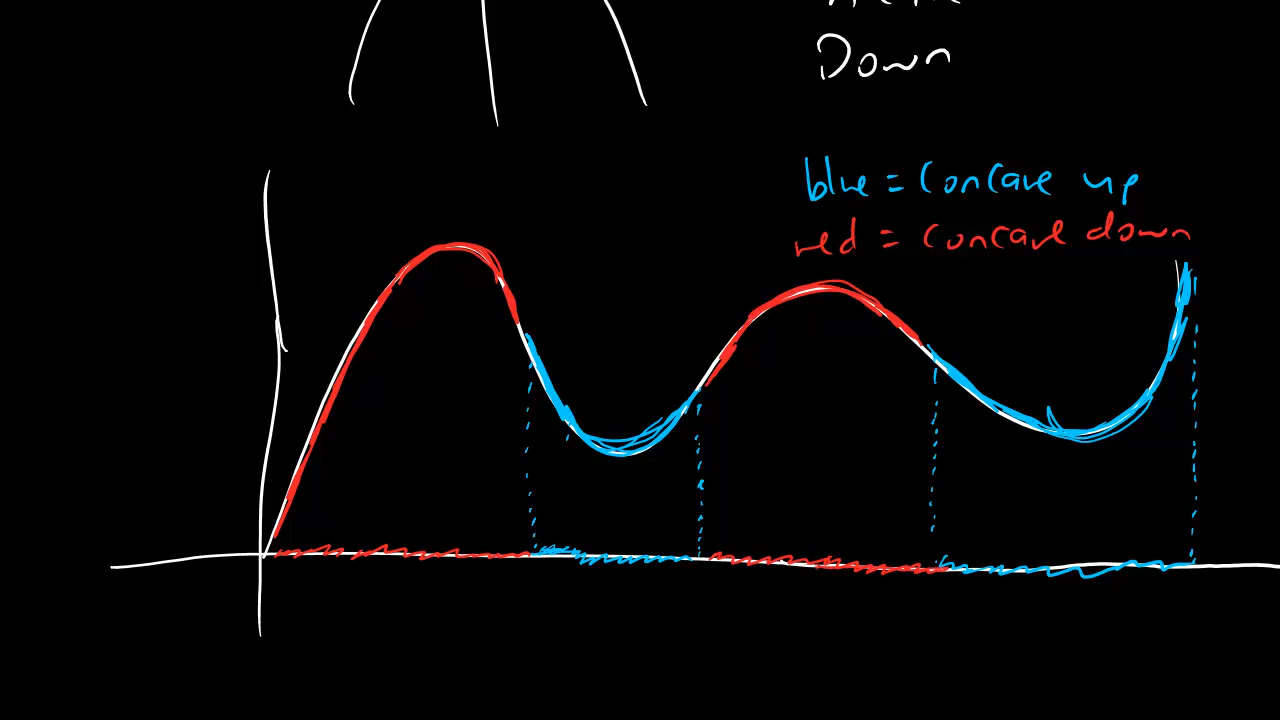 Down
blue = concave up
red = concave down